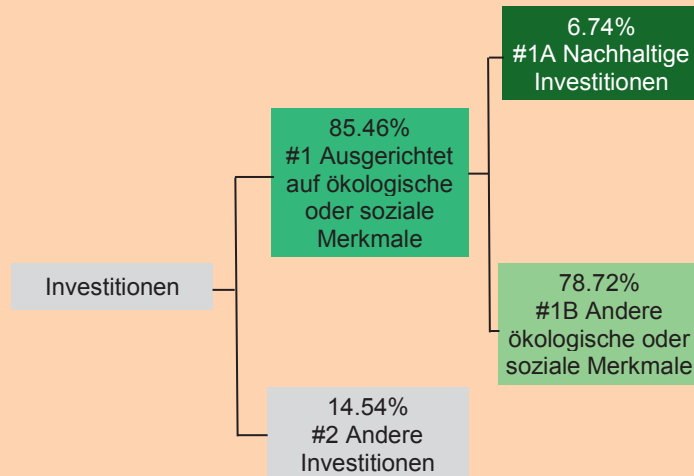 6.74%
#1A Nachhaltige
Investitionen
85.46%
#1 Ausgerichtet
auf ökologische
oder soziale
Merkmale
Investitionen
78.72%
#1B Andere
ökologische oder
soziale Merkmale
14.54%
#2 Andere
Investitionen